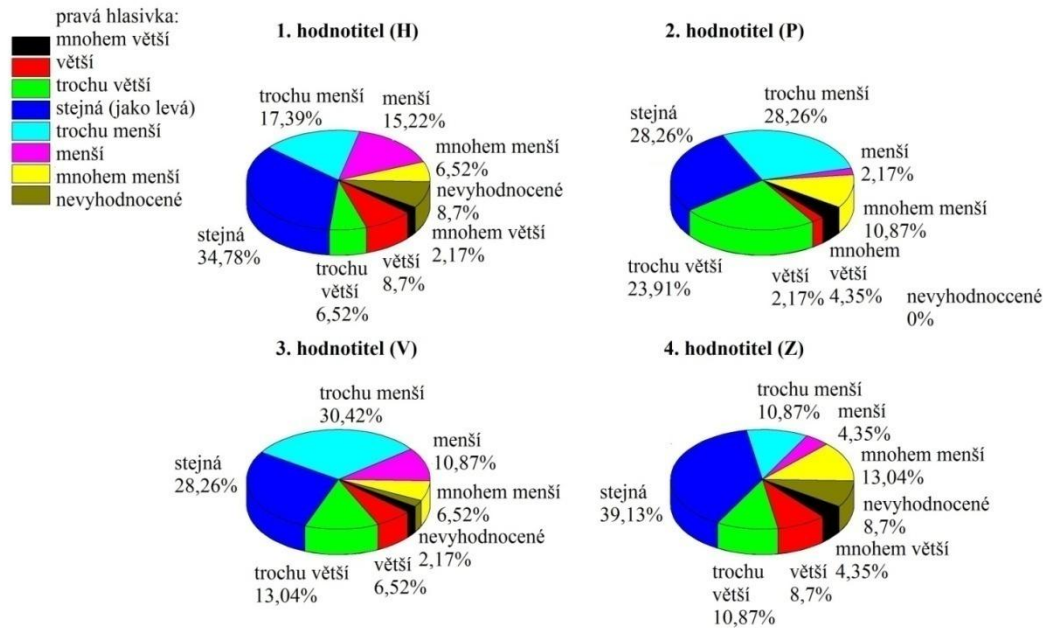 pravá hlasivka:
mnohem větší
větší
trochu větší
stejná (jako levá)
trochu menší
menší
mnohem menší
nevyhodnocené
1. hodnotitel (H)
trochu menší
17,39%
menší
15,22%
mnohem menší
6,52%
nevyhodnocené
8,7%
mnohem větší
2,17%
větší
8,7%
trochu
větší
6,52%
stejná
34,78%
2. hodnotitel (P)
stejná
28,26%
trochu menší
28,26%
menší
2,17%
mnohem menší
10,87%
mnohem
větší
4,35%
větší
2,17%
trochu větší
23,91%
nevyhodnoccené
0%
3. hodnotitel (V)
trochu menší
30,42%
menší
10,87%
mnohem menší
6,52%
nevyhodnocené
2,17%
větší
6,52%
trochu větší
13,04%
stejná
28,26%
4. hodnotitel (Z)
trochu menší
10,87%
menší
4,35%
mnohem menší
13,04%
nevyhodnocené
8,7%
mnohem větší
4,35%
větší
8,7%
trochu
větší
10,87%
stejná
39,13%